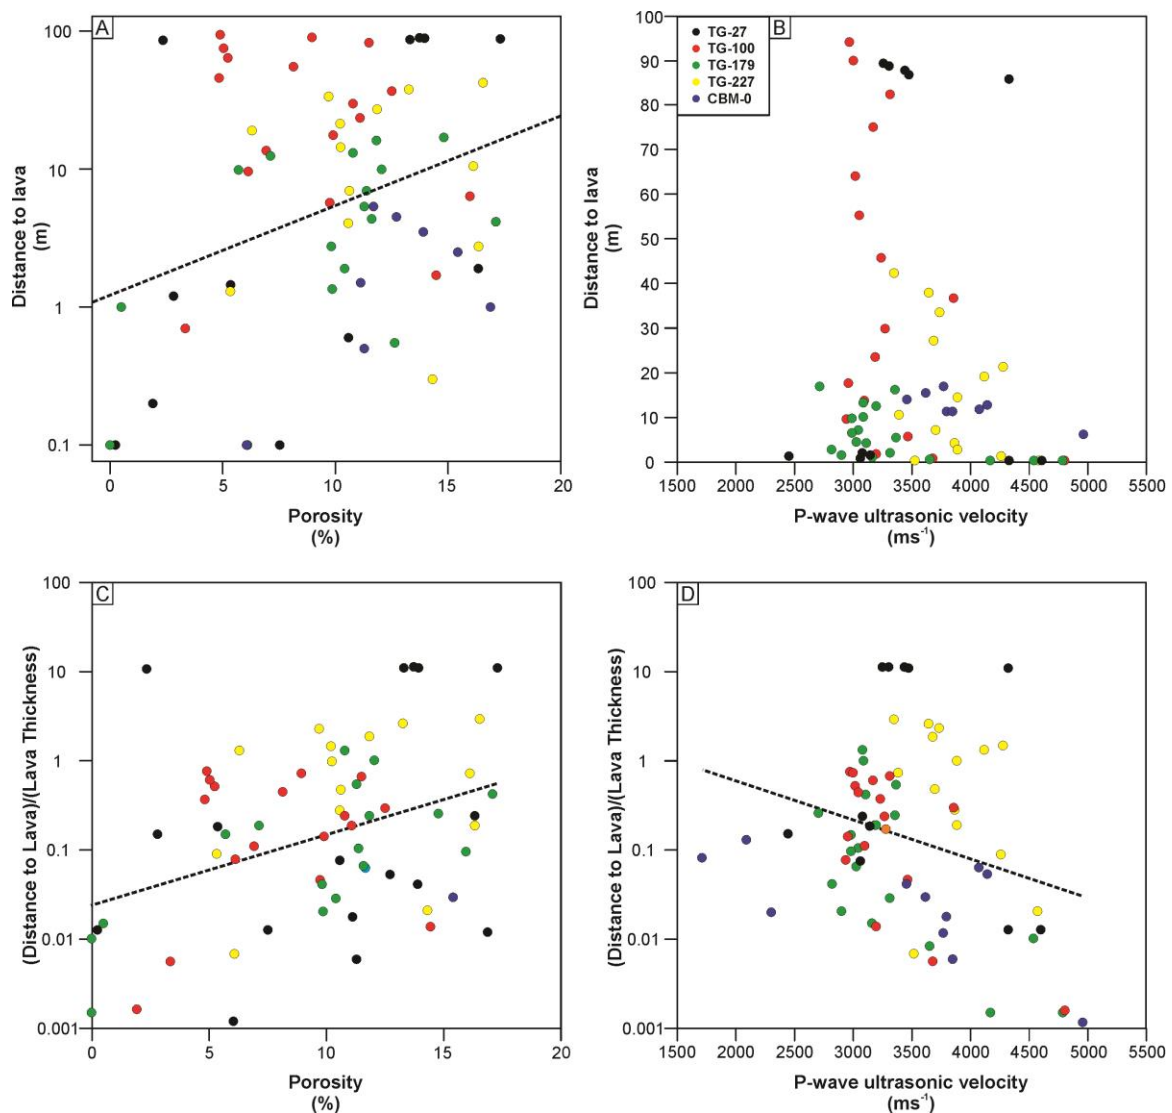 A
100
10
1
0.1
Distance to lava
(m)
0
5
10
15
20
Porosity
(%)
B
TG-27
TG-100
TG-179
TG-227
CBM-0
100
90
80
70
60
50
40
30
20
10
0
Distance to lava
(m)
1500 2000 2500 3000 3500 4000 4500 5000 5500
P-wave ultrasonic velocity
(ms⁻¹)
C
100
10
1
0.1
0.01
0.001
(Distance to Lava)/(Lava Thickness)
0
5
10
15
20
Porosity
(%)
D
100
10
1
0.1
0.01
0.001
(Distance to Lava)/(Lava Thickness)
1500 2000 2500 3000 3500 4000 4500 5000 5500
P-wave ultrasonic velocity
(ms⁻¹)